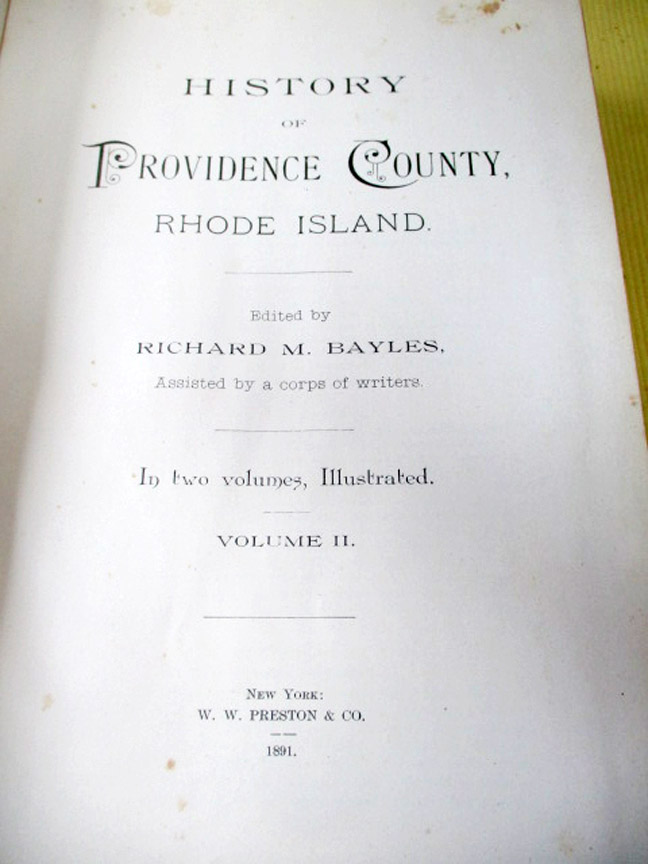 HISTORY
OF
PROVIDENCE COUNTY,
RHODE ISLAND.
Edited by
RICHARD M. BAYLES,
Assisted by a corps of writers.
In two volumes, Illustrated.
VOLUME II.
NEW YORK:
W. W. PRESTON & CO.
1891.